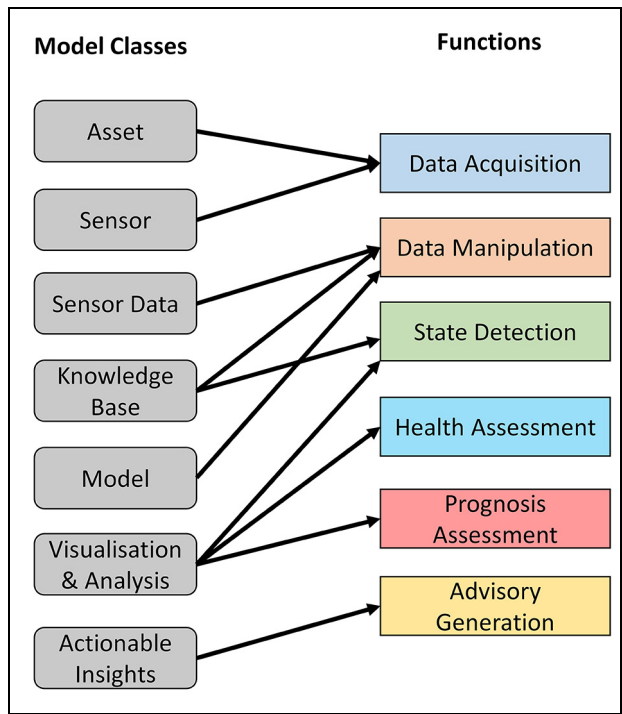 Model Classes
Functions
Asset
Sensor
Sensor Data
Knowledge
Base
Model
Visualisation
& Analysis
Actionable
Insights
Data Acquisition
Data Manipulation
State Detection
Health Assessment
Prognosis
Assessment
Advisory
Generation